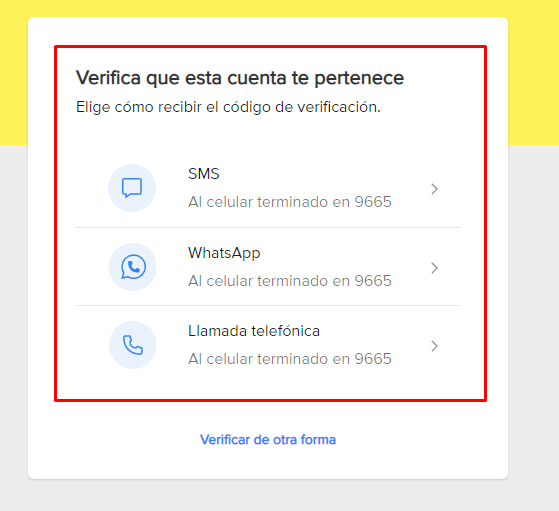 Verifica que esta cuenta te pertenece
Elige cómo recibir el código de verificación.
SMS
Al celular terminado en 9665
WhatsApp
Al celular terminado en 9665
Llamada telefónica
Al celular terminado en 9665
Verificar de otra forma